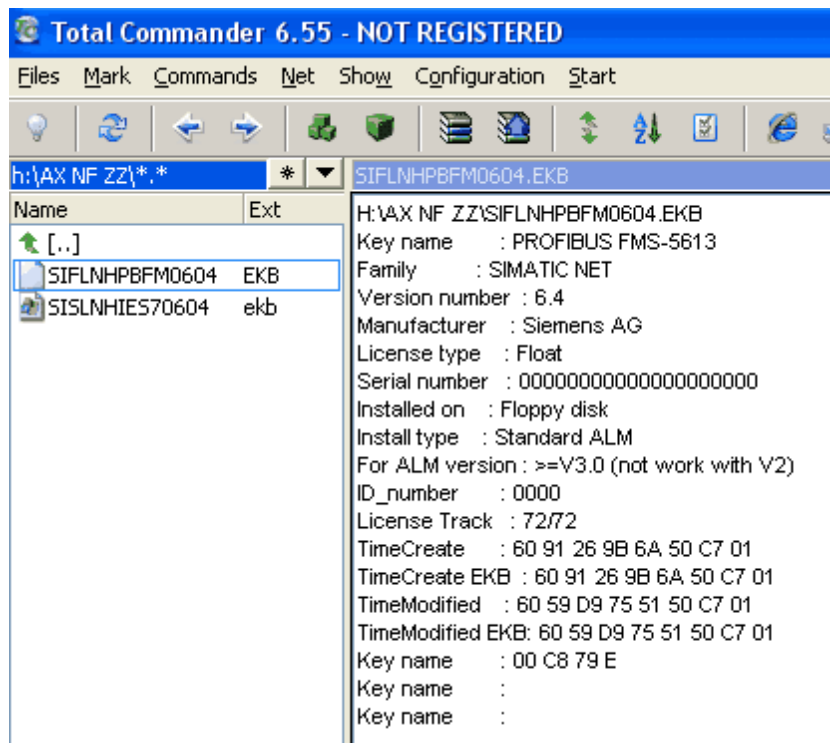 Total Commander 6.55 - NOT REGISTERED
Files Mark Commands Net Show Configuration Start
h:\AX NF ZZ\*.* * SIFLNHPBFM0604.EKB
Name Ext
[..]
SIFLNHPBFM0604 EKB
SISLNHIES70604 ekb
H:\AX NF ZZ\SIFLNHPBFM0604.EKB
Key name : PROFIBUS FMS-5613
Family : SIMATIC NET
Version number : 6.4
Manufacturer : Siemens AG
License type : Float
Serial number : 00000000000000000000
Installed on : Floppy disk
Install type : Standard ALM
For ALM version : >=V3.0 (not work with V2)
ID_number : 0000
License Track : 72/72
TimeCreate : 60 91 26 9B 6A 50 C7 01
TimeCreate EKB : 60 91 26 9B 6A 50 C7 01
TimeModified : 60 59 D9 75 51 50 C7 01
TimeModified EKB: 60 59 D9 75 51 50 C7 01
Key name : 00 C8 79 E
Key name :
Key name :